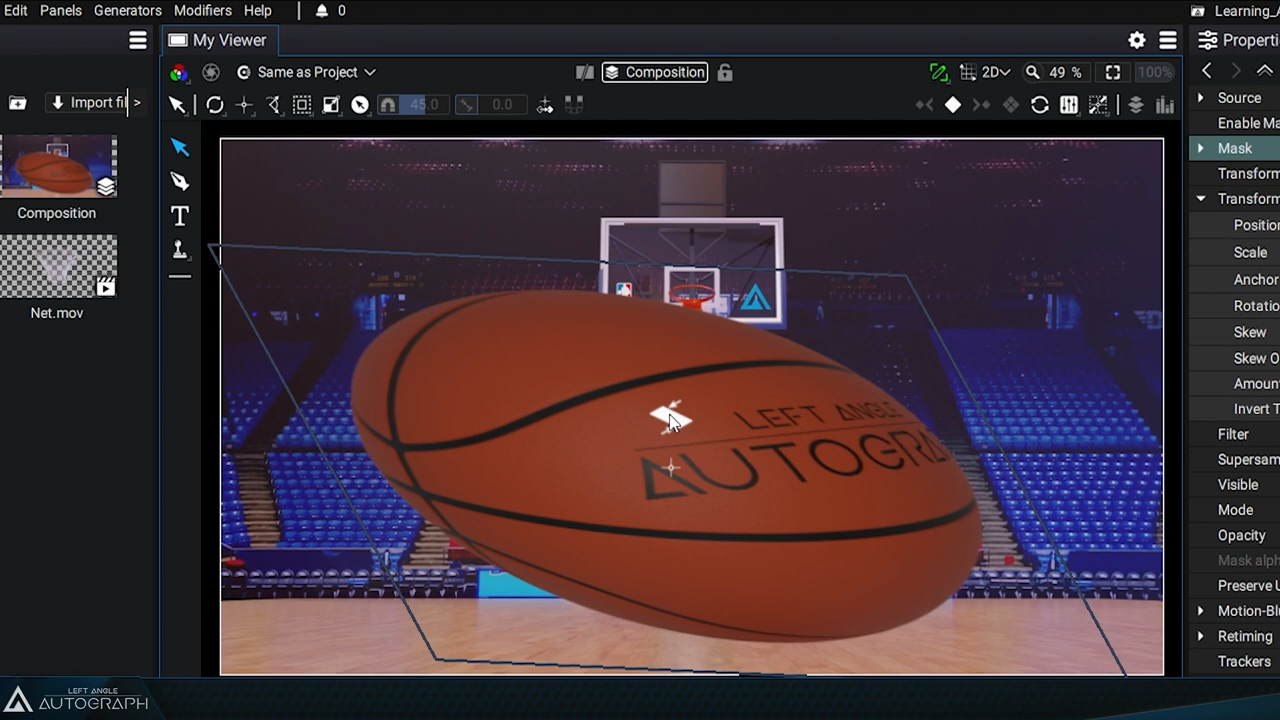 Edit Panels Generators Modifiers Help 0 Learning_
My Viewer Properti
Same as Project Composition 2D 49 % 100%
Import fil >
45.0 0.0
Source
Enable Ma
Mask
Transform
Transform
Composition
Net.mov
Positio
Scale
Anchor
Rotatio
Skew
Skew O
Amoun
Invert T
Filter
Supersam
Visible
Mode
Opacity
Mask alph
Preserve U
Motion-Blu
Retiming
Trackers
LEFT ANGLE
AUTOGRA
LEFT ANGLE
AUTOGRAPH